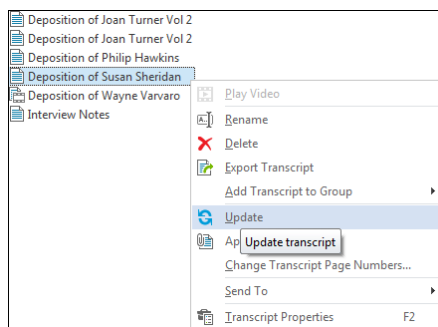 Deposition of Joan Turner Vol 2
Deposition of Joan Turner Vol 2
Deposition of Philip Hawkins
Deposition of Susan Sheridan
Deposition of Wayne Varvaro
Interview Notes
Play Video
Rename
Delete
Export Transcript
Add Transcript to Group
Update
Ap
Update transcript
Change Transcript Page Numbers...
Send To
Transcript Properties F2